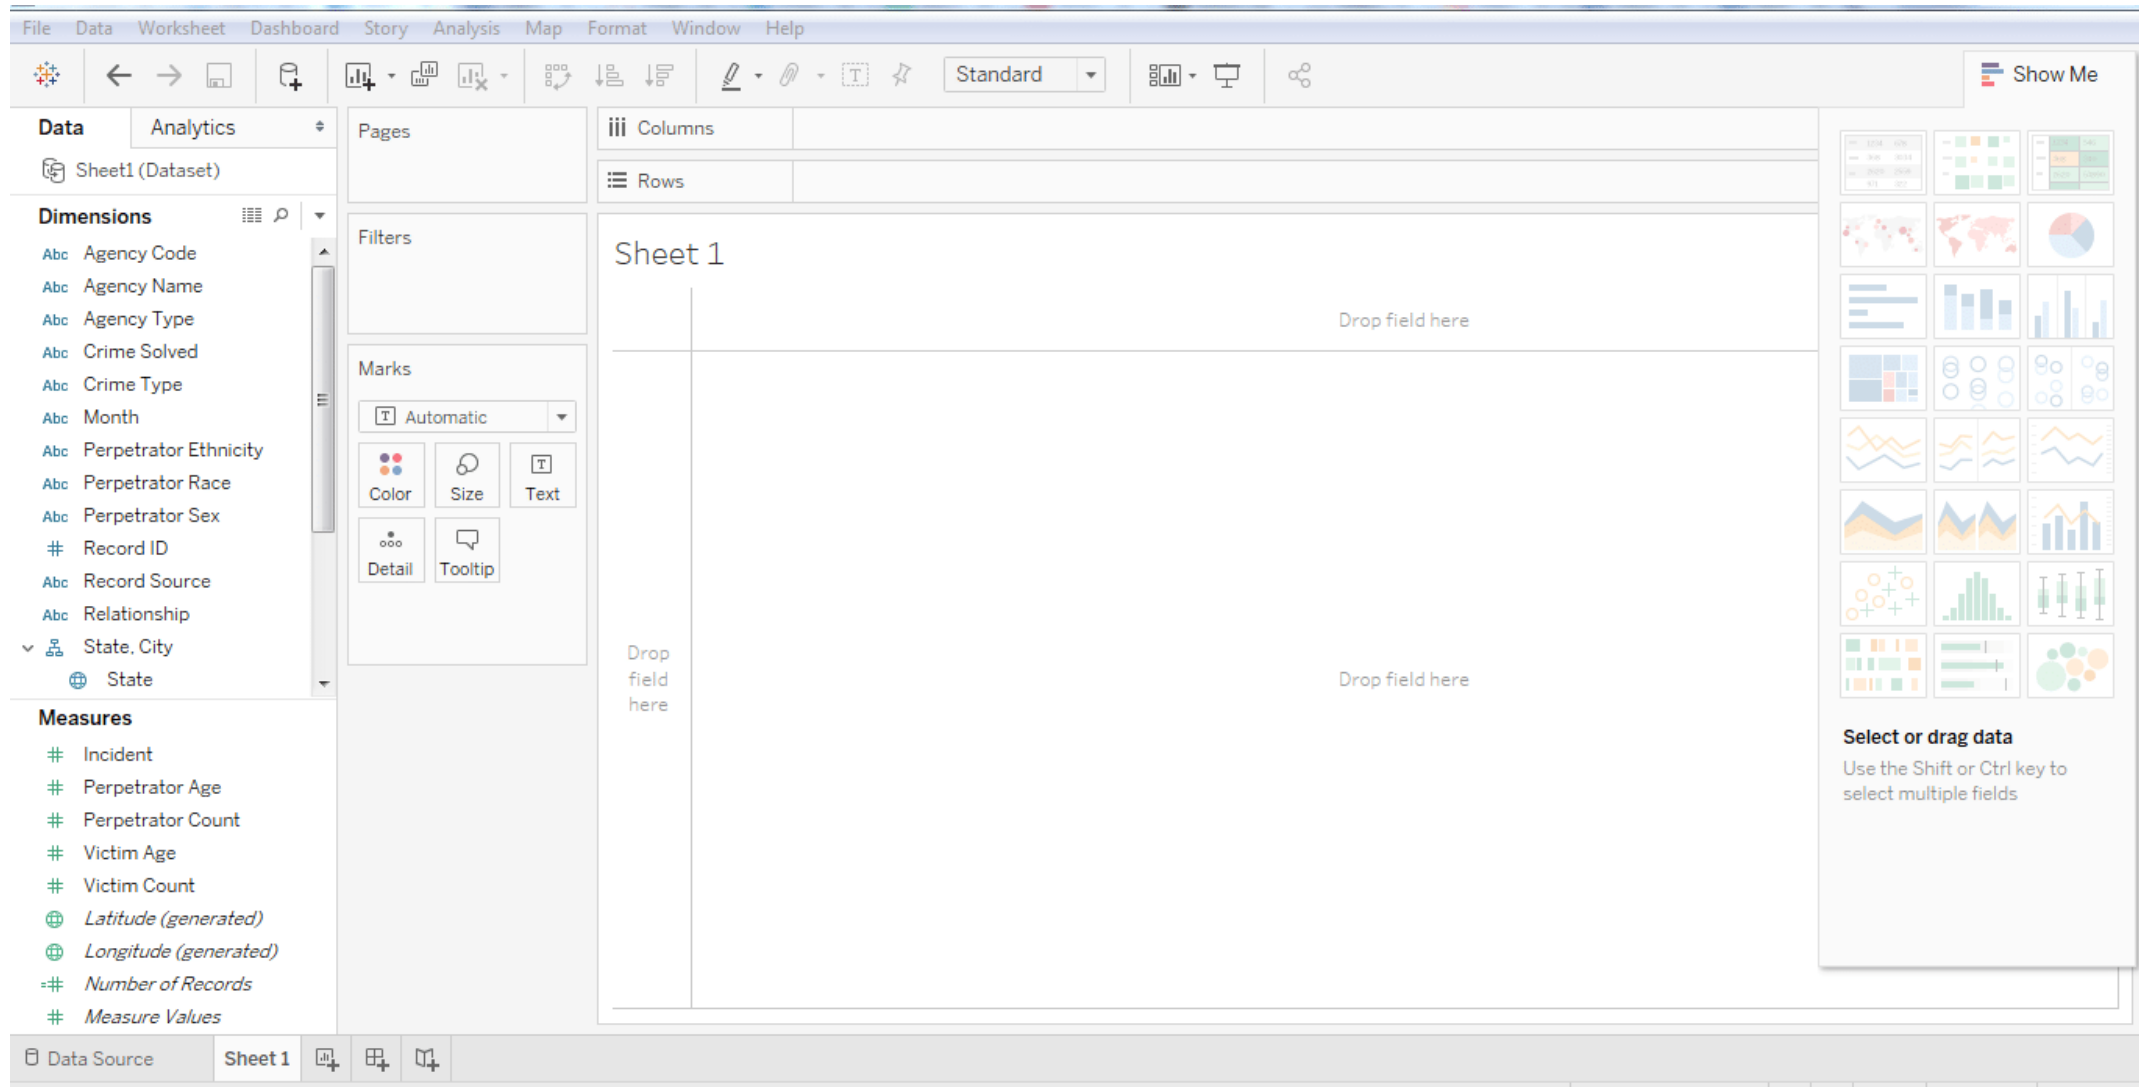 File Data Worksheet Dashboard Story Analysis Map Format Window Help
Standard
Show Me
Data Analytics
Sheet1 (Dataset)
Dimensions
Abc Agency Code
Abc Agency Name
Abc Agency Type
Abc Crime Solved
Abc Crime Type
Abc Month
Abc Perpetrator Ethnicity
Abc Perpetrator Race
Abc Perpetrator Sex
# Record ID
Abc Record Source
Abc Relationship
State, City
State
Measures
# Incident
# Perpetrator Age
# Perpetrator Count
# Victim Age
# Victim Count
Latitude (generated)
Longitude (generated)
=# Number of Records
# Measure Values
Pages
Filters
Marks
T Automatic
Color Size Text
Detail Tooltip
Columns
Rows
Sheet 1
Drop field here
Drop
field
here
Drop field here
Select or drag data
Use the Shift or Ctrl key to
select multiple fields
Data Source Sheet 1